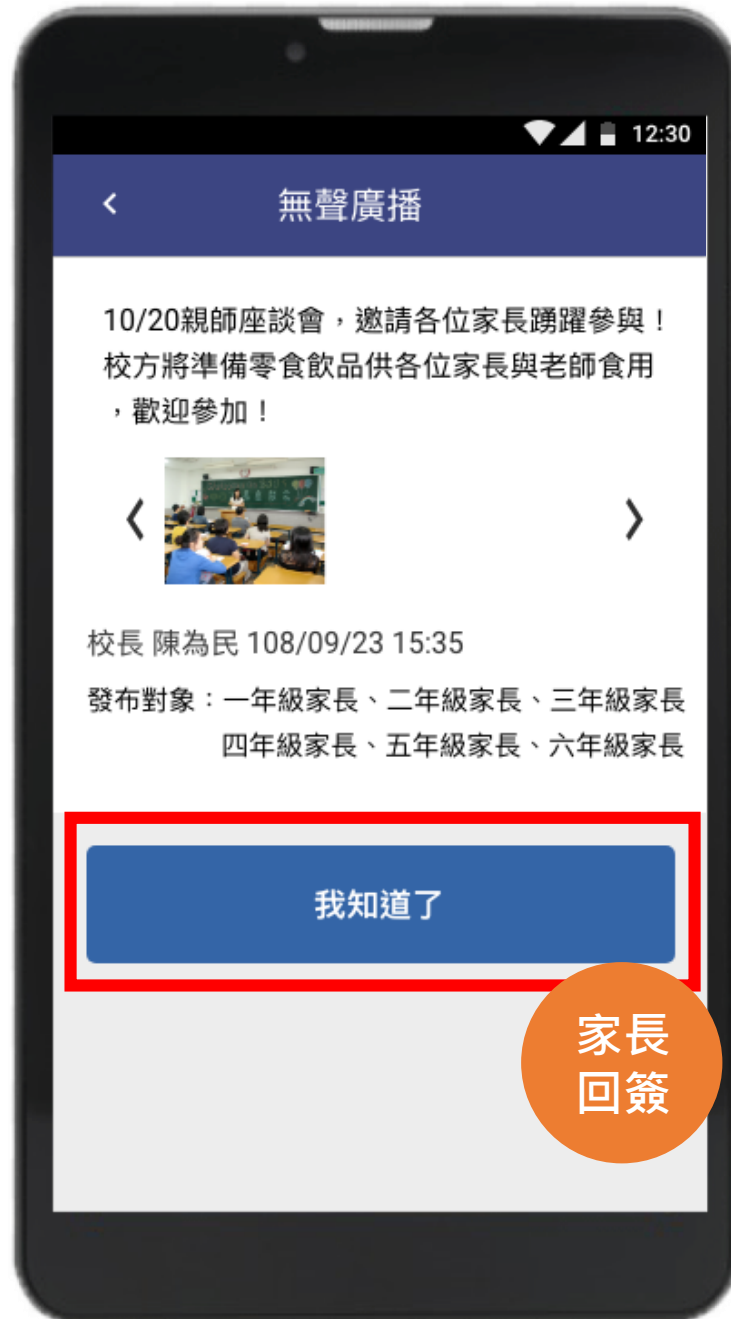 12:30
無聲廣播
10/20親師座談會，邀請各位家長踴躍參與！
校方將準備零食飲品供各位家長與老師食用
，歡迎參加！
校長 陳為民 108/09/23 15:35
發布對象：一年級家長、二年級家長、三年級家長
四年級家長、五年級家長、六年級家長
我知道了
家長
回簽